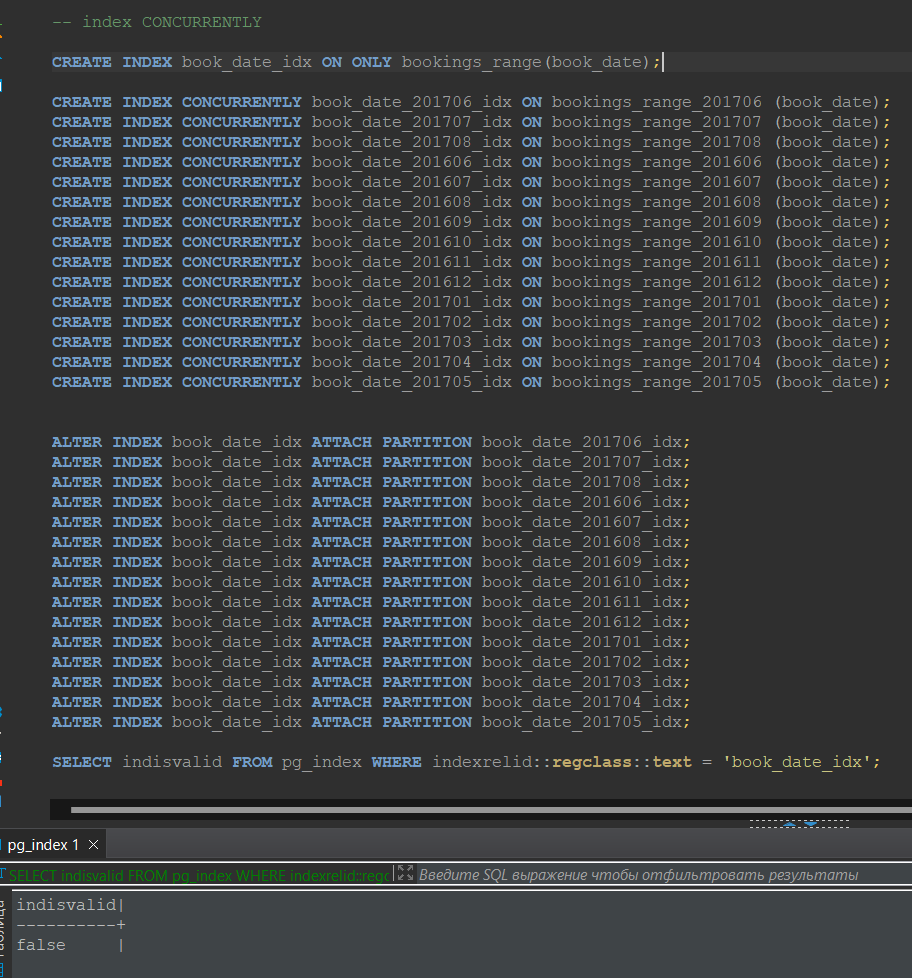 -- index CONCURRENTLY
CREATE INDEX book_date_idx ON ONLY bookings_range(book_date);
CREATE INDEX CONCURRENTLY book_date_201706_idx ON bookings_range_201706 (book_date);
CREATE INDEX CONCURRENTLY book_date_201707_idx ON bookings_range_201707 (book_date);
CREATE INDEX CONCURRENTLY book_date_201708_idx ON bookings_range_201708 (book_date);
CREATE INDEX CONCURRENTLY book_date_201606_idx ON bookings_range_201606 (book_date);
CREATE INDEX CONCURRENTLY book_date_201607_idx ON bookings_range_201607 (book_date);
CREATE INDEX CONCURRENTLY book_date_201608_idx ON bookings_range_201608 (book_date);
CREATE INDEX CONCURRENTLY book_date_201609_idx ON bookings_range_201609 (book_date);
CREATE INDEX CONCURRENTLY book_date_201610_idx ON bookings_range_201610 (book_date);
CREATE INDEX CONCURRENTLY book_date_201611_idx ON bookings_range_201611 (book_date);
CREATE INDEX CONCURRENTLY book_date_201612_idx ON bookings_range_201612 (book_date);
CREATE INDEX CONCURRENTLY book_date_201701_idx ON bookings_range_201701 (book_date);
CREATE INDEX CONCURRENTLY book_date_201702_idx ON bookings_range_201702 (book_date);
CREATE INDEX CONCURRENTLY book_date_201703_idx ON bookings_range_201703 (book_date);
CREATE INDEX CONCURRENTLY book_date_201704_idx ON bookings_range_201704 (book_date);
CREATE INDEX CONCURRENTLY book_date_201705_idx ON bookings_range_201705 (book_date);
ALTER INDEX book_date_idx ATTACH PARTITION book_date_201706_idx;
ALTER INDEX book_date_idx ATTACH PARTITION book_date_201707_idx;
ALTER INDEX book_date_idx ATTACH PARTITION book_date_201708_idx;
ALTER INDEX book_date_idx ATTACH PARTITION book_date_201606_idx;
ALTER INDEX book_date_idx ATTACH PARTITION book_date_201607_idx;
ALTER INDEX book_date_idx ATTACH PARTITION book_date_201608_idx;
ALTER INDEX book_date_idx ATTACH PARTITION book_date_201609_idx;
ALTER INDEX book_date_idx ATTACH PARTITION book_date_201610_idx;
ALTER INDEX book_date_idx ATTACH PARTITION book_date_201611_idx;
ALTER INDEX book_date_idx ATTACH PARTITION book_date_201612_idx;
ALTER INDEX book_date_idx ATTACH PARTITION book_date_201701_idx;
ALTER INDEX book_date_idx ATTACH PARTITION book_date_201702_idx;
ALTER INDEX book_date_idx ATTACH PARTITION book_date_201703_idx;
ALTER INDEX book_date_idx ATTACH PARTITION book_date_201704_idx;
ALTER INDEX book_date_idx ATTACH PARTITION book_date_201705_idx;
SELECT indisvalid FROM pg_index WHERE indexrelid::regclass::text = 'book_date_idx';
pg_index 1
SELECT indisvalid FROM pg_index WHERE indexrelid::regc Введите SQL выражение чтобы отфильтровать результаты
indisvalid|
----------+
false     |